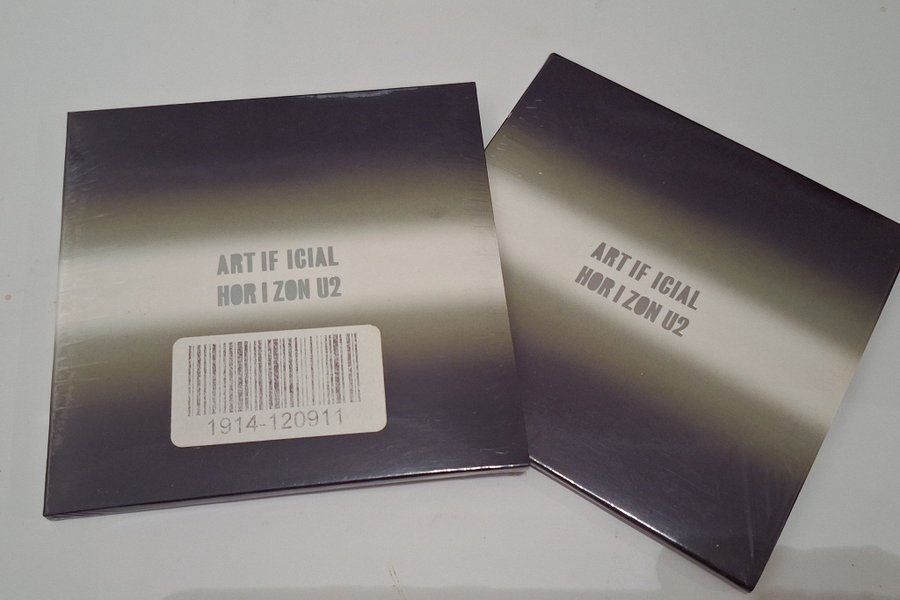 ART IF ICIAL
HOR I ZON U2
1914-120911
ART IF ICIAL
HOR I ZON U2